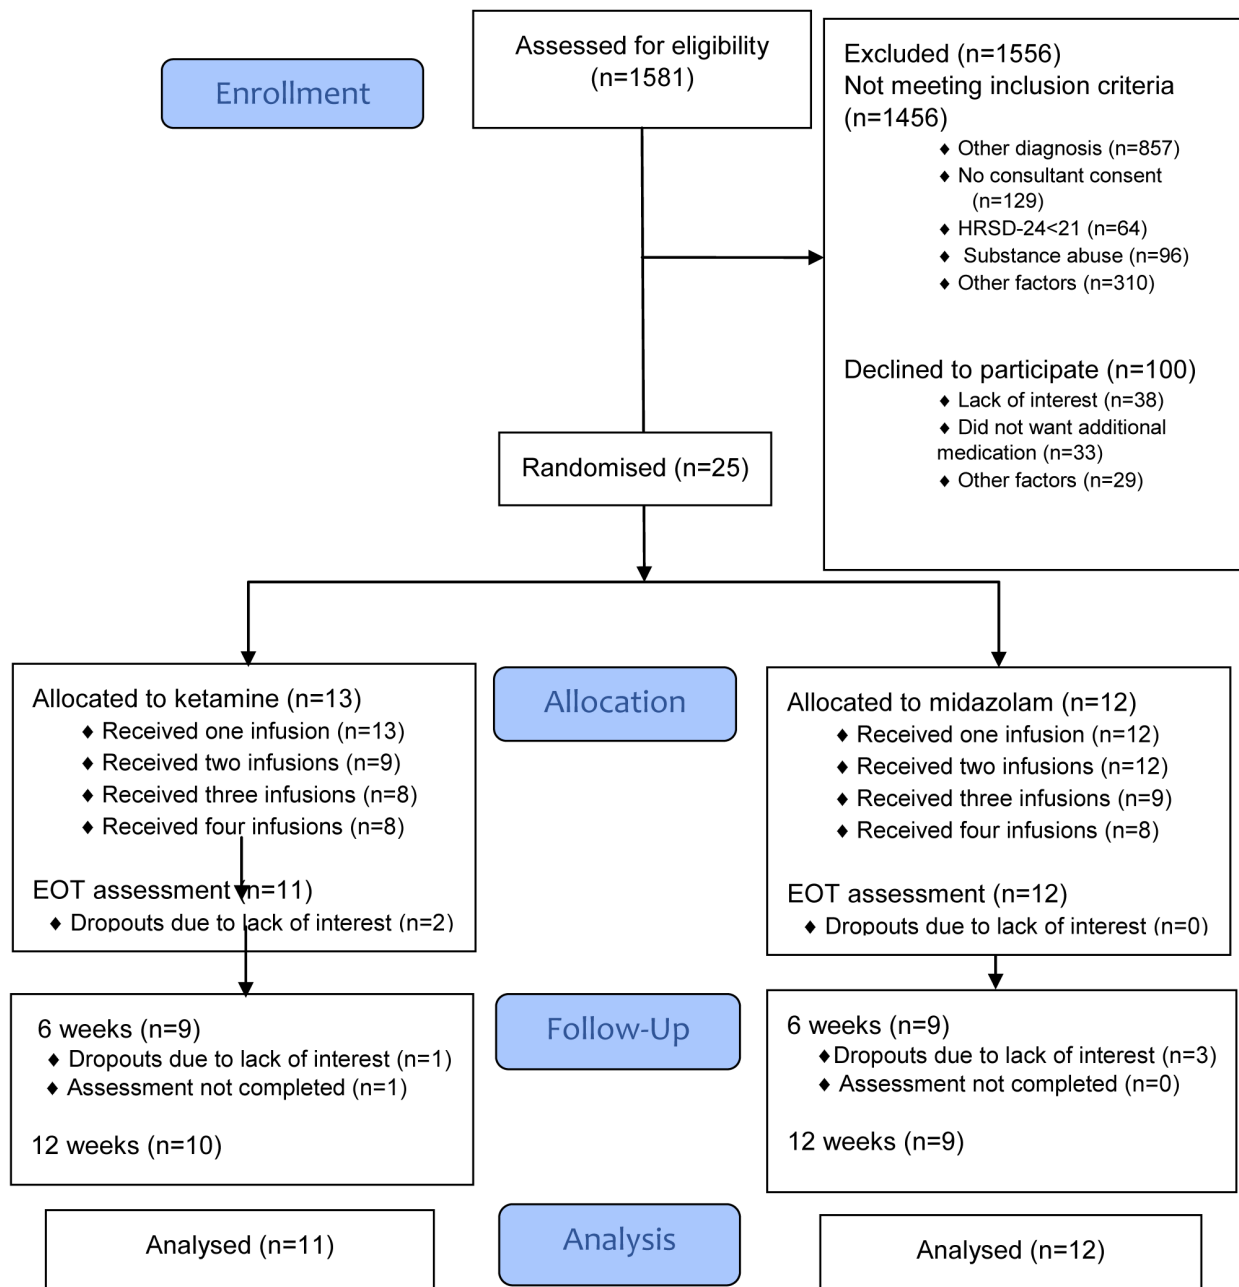 Enrollment
Assessed for eligibility
(n=1581)
Excluded (n=1556)
Not meeting inclusion criteria
(n=1456)
♦ Other diagnosis (n=857)
♦ No consultant consent
(n=129)
♦ HRSD-24<21 (n=64)
♦ Substance abuse (n=96)
♦ Other factors (n=310)
Declined to participate (n=100)
♦ Lack of interest (n=38)
♦ Did not want additional
medication (n=33)
♦ Other factors (n=29)
Randomised (n=25)
Allocated to ketamine (n=13)
♦ Received one infusion (n=13)
♦ Received two infusions (n=9)
♦ Received three infusions (n=8)
♦ Received four infusions (n=8)
EOT assessment (n=11)
♦ Dropouts due to lack of interest (n=2)
Allocation
Allocated to midazolam (n=12)
♦ Received one infusion (n=12)
♦ Received two infusions (n=12)
♦ Received three infusions (n=9)
♦ Received four infusions (n=8)
EOT assessment (n=12)
♦ Dropouts due to lack of interest (n=0)
6 weeks (n=9)
♦ Dropouts due to lack of interest (n=1)
♦ Assessment not completed (n=1)
12 weeks (n=10)
Follow-Up
6 weeks (n=9)
♦Dropouts due to lack of interest (n=3)
♦ Assessment not completed (n=0)
12 weeks (n=9)
Analysed (n=11)
Analysis
Analysed (n=12)